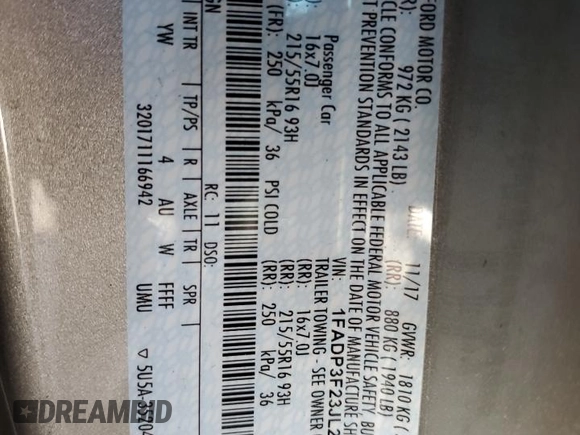 FORD MOTOR CO.
DATE: 11/17 GVWR: 1810 KG (
972 KG ( 2143 LB) (RR): 880 KG ( 1940 LB)
CLE CONFORMS TO ALL APPLICABLE FEDERAL MOTOR VEHICLE SAFETY, BU
T PREVENTION STANDARDS IN EFFECT ON THE DATE OF MANUFACTURE SH
VIN: 1FADP3F23JL2
Passenger Car TRAILER TOWING - SEE OWNER
16x7.0J (RR): 16x7.0J
215/55R16 93H (RR): 215/55R16 93H
(FR): 250 kPa/ 36 PSI COLD (RR): 250 kPa/ 36
GN RC: 11 DSO:
INT TR TP/PS R AXLE TR SPR
YW 4 AU W FFFF UMU
3201711166942 ▽ 5U5A
DREAMBID